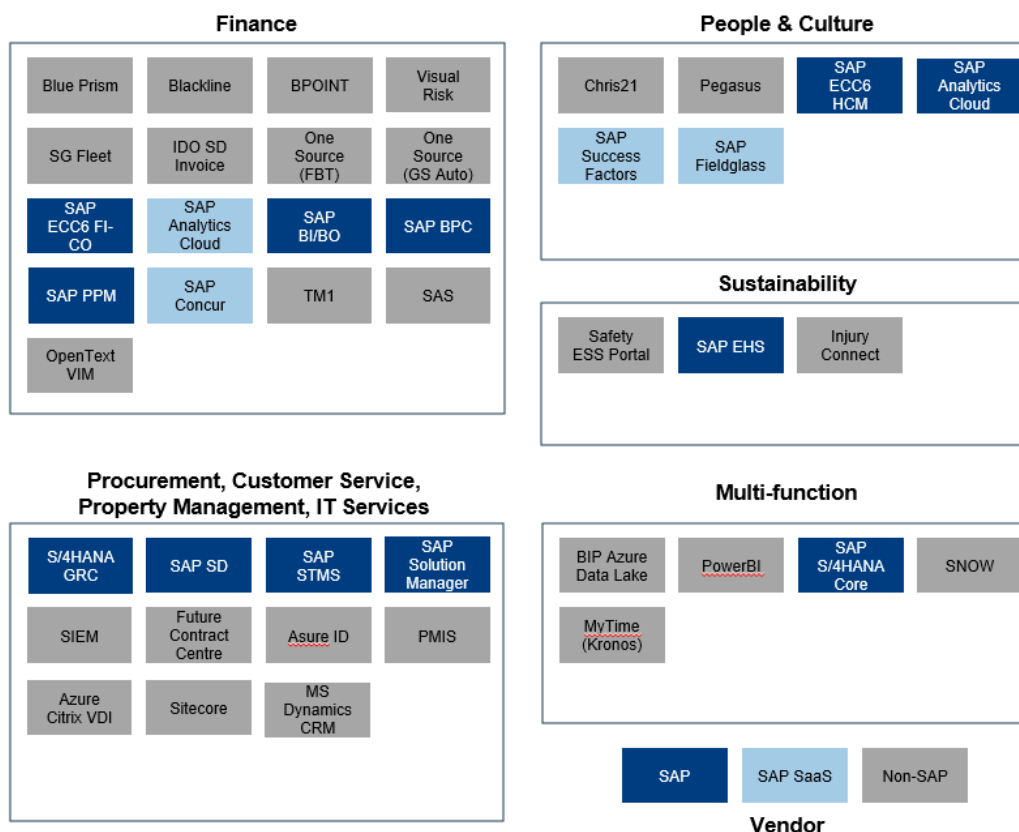 Finance
Blue Prism
Blackline
BPOINT
Visual
Risk
SG Fleet
IDO SD
Invoice
One
Source
(FBT)
One
Source
(GS Auto)
SAP
ECC6 FI-
CO
SAP
Analytics
Cloud
SAP
BI/BO
SAP BPC
SAP PPM
SAP
Concur
TM1
SAS
OpenText
VIM
People & Culture
Chris21
Pegasus
SAP
ECC6
HCM
SAP
Analytics
Cloud
SAP
Success
Factors
SAP
Fieldglass
Sustainability
Safety
ESS Portal
SAP EHS
Injury
Connect
Procurement, Customer Service,
Property Management, IT Services
S/4HANA
GRC
SAP SD
SAP
STMS
SAP
Solution
Manager
SIEM
Future
Contract
Centre
Asure ID
PMIS
Azure
Citrix VDI
Sitecore
MS
Dynamics
CRM
Multi-function
BIP Azure
Data Lake
PowerBI
SAP
S/4HANA
Core
SNOW
MyTime
(Kronos)
SAP
SAP SaaS
Non-SAP
Vendor